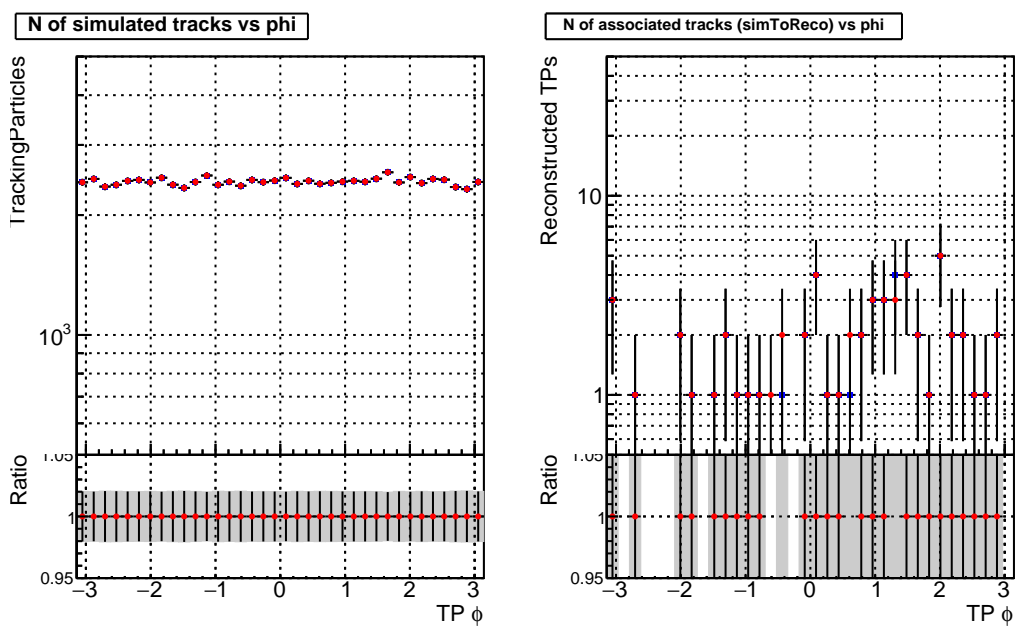 N of simulated tracks vs phi
TrackingParticles
10³
Ratio
1.05
1
0.95
−3 −2 −1 0 1 2 3
TP ϕ
N of associated tracks (simToReco) vs phi
Reconstructed TPs
10
1
Ratio
1.05
1
0.95
−3 −2 −1 0 1 2 3
TP ϕ